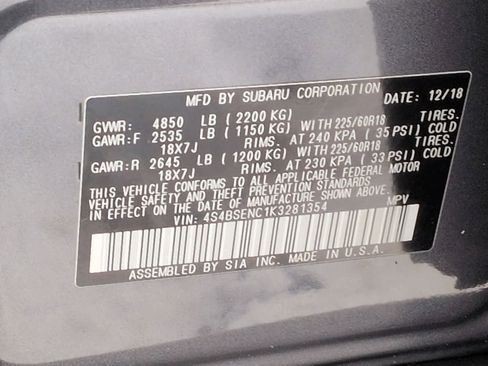 MFD BY SUBARU CORPORATION DATE: 12/18
GVWR: 4850 LB (2200 KG)
GAWR:F 2535 LB (1150 KG) WITH 225/60R18 TIRES.
18X7J RIMS. AT 240 KPA (35 PSI) COLD
GAWR:R 2645 LB (1200 KG) WITH 225/60R18 TIRES.
18X7J RIMS. AT 230 KPA (33 PSI) COLD
THIS VEHICLE CONFORMS TO ALL APPLICABLE FEDERAL MOTOR
VEHICLE SAFETY AND BUMPER STANDARDS IN EFFECT ON THE
DATE OF MANUFACTURE SHOWN ABOVE.
VIN: 4S4BSENC1K3281354 MPV
ASSEMBLED BY SIA INC. MADE IN U.S.A.